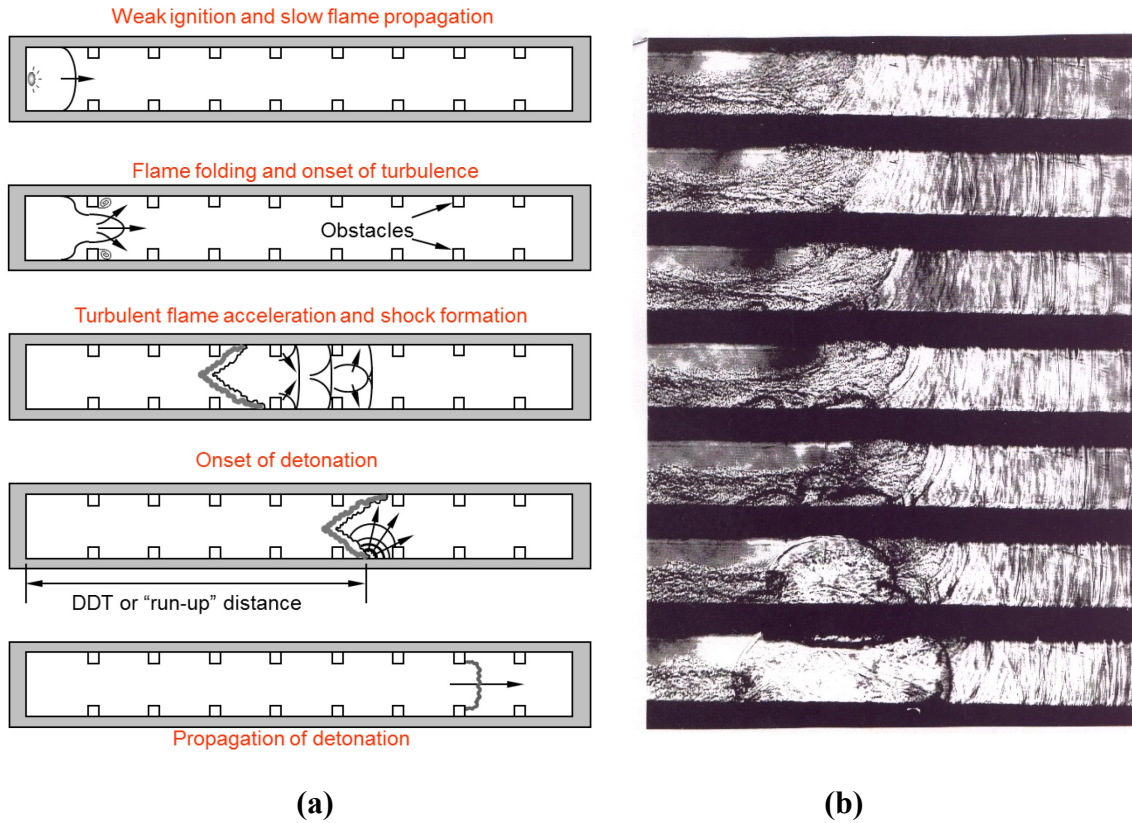 Weak ignition and slow flame propagation
Flame folding and onset of turbulence
Obstacles
Turbulent flame acceleration and shock formation
Onset of detonation
DDT or “run-up” distance
Propagation of detonation
(a)
(b)